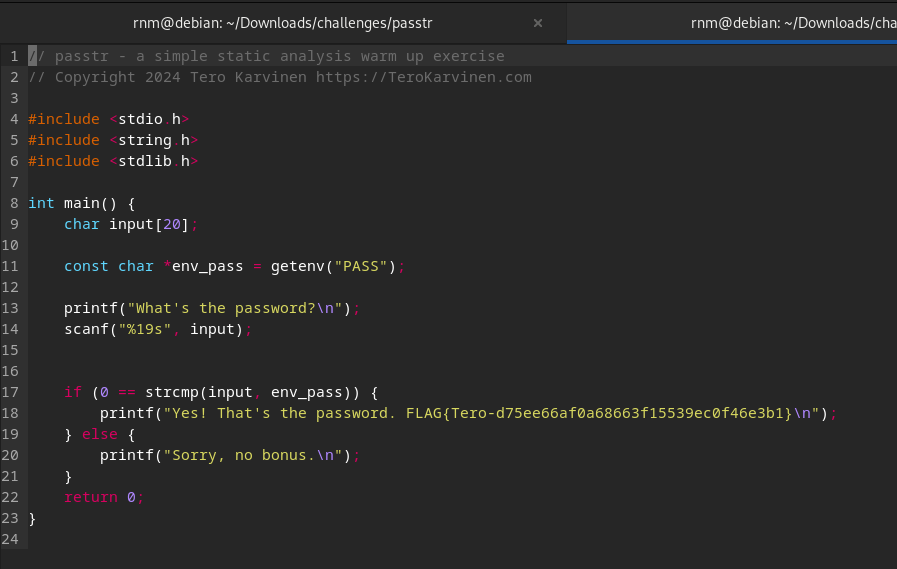 rnm@debian: ~/Downloads/challenges/passtr × rnm@debian: ~/Downloads/cha
1 // passtr - a simple static analysis warm up exercise
2 // Copyright 2024 Tero Karvinen https://TeroKarvinen.com
3
4 #include <stdio.h>
5 #include <string.h>
6 #include <stdlib.h>
7
8 int main() {
9     char input[20];
10
11     const char *env_pass = getenv("PASS");
12
13     printf("What's the password?\n");
14     scanf("%19s", input);
15
16
17     if (0 == strcmp(input, env_pass)) {
18         printf("Yes! That's the password. FLAG{Tero-d75ee66af0a68663f15539ec0f46e3b1}\n");
19     } else {
20         printf("Sorry, no bonus.\n");
21     }
22     return 0;
23 }
24